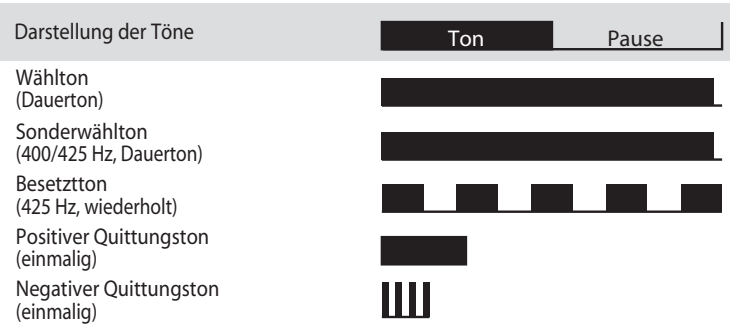 Darstellung der Töne
Ton Pause
Wählton
(Dauerton)
Sonderwählton
(400/425 Hz, Dauerton)
Besetztton
(425 Hz, wiederholt)
Positiver Quittungston
(einmalig)
Negativer Quittungston
(einmalig)